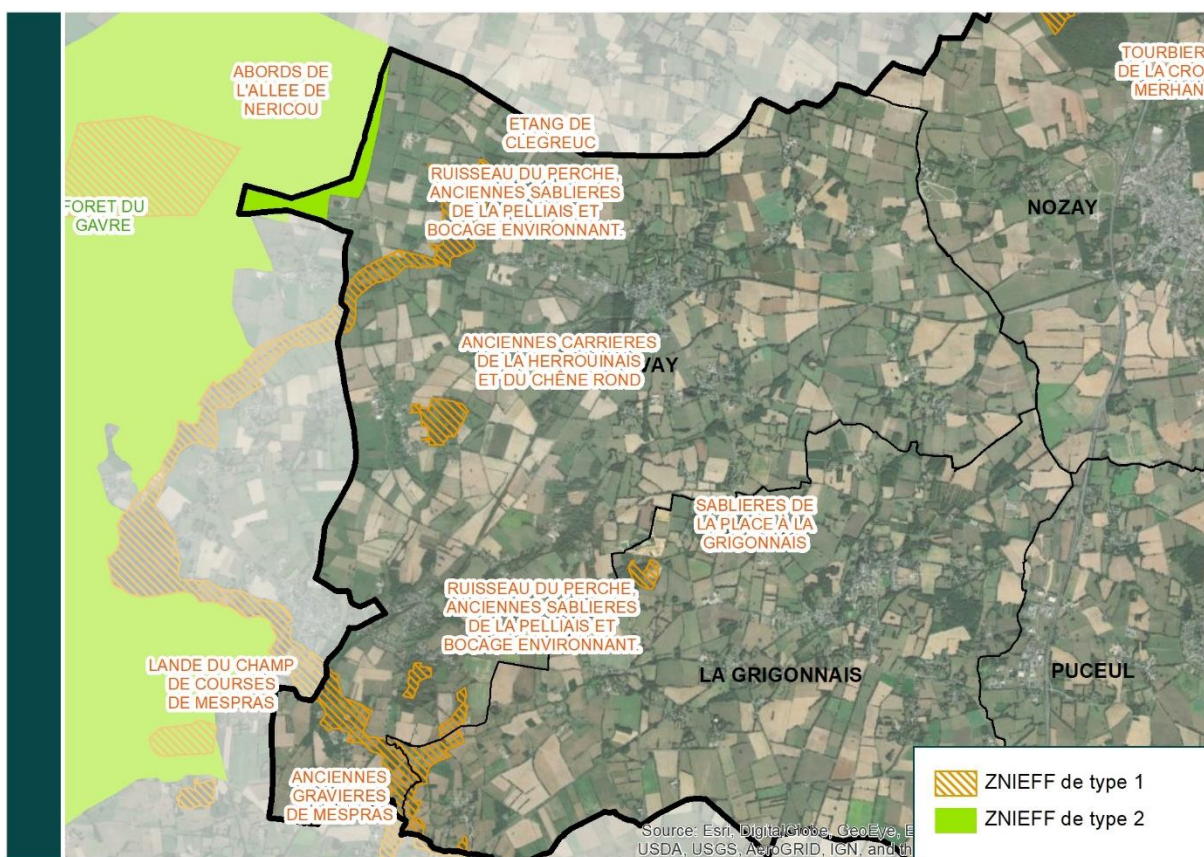 ABORDS DE
L'ALLEE DE
NERICOU
TOURBIER
DE LA CRO
MERHAN
ETANG DE
CLEGREUC
RUISSEAU DU PERCHE,
ANCIENNES SABLIERES
DE LA PELLIAIS ET
BOCAGE ENVIRONNANT.
FORET DU
GAVRE
NOZAY
ANCIENNES CARRIERES
DE LA HERROUINAIS
ET DU CHÊNE ROND
VAY
SABLIERES DE
LA PLACE À LA
GRIGONNAIS
RUISSEAU DU PERCHE,
ANCIENNES SABLIERES
DE LA PELLIAIS ET
BOCAGE ENVIRONNANT.
LANDE DU CHAMP
DE COURSES
DE MESPRAS
LA GRIGONNAIS
PUCEUL
ANCIENNES
GRAVIERES
DE MESPRAS
ZNIEFF de type 1
ZNIEFF de type 2
Source: Esri, DigitalGlobe, GeoEye, E
USDA, USGS, AeroGRID, IGN, and th